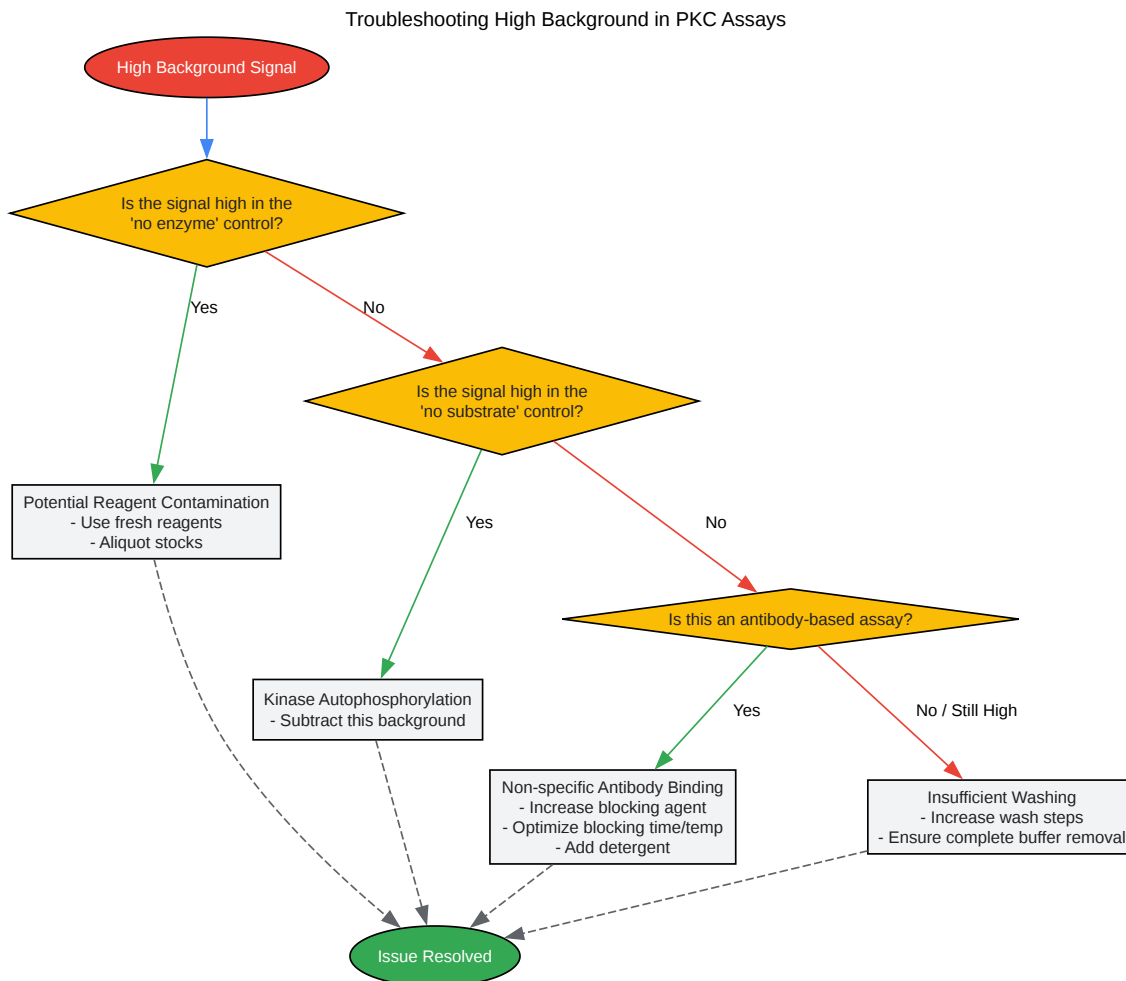 Troubleshooting High Background in PKC Assays
High Background Signal
Is the signal high in the
'no enzyme' control?
Yes
No
Is the signal high in the
'no substrate' control?
Potential Reagent Contamination
- Use fresh reagents
- Aliquot stocks
Yes
No
Is this an antibody-based assay?
Kinase Autophosphorylation
- Subtract this background
Yes
No / Still High
Non-specific Antibody Binding
- Increase blocking agent
- Optimize blocking time/temp
- Add detergent
Insufficient Washing
- Increase wash steps
- Ensure complete buffer removal
Issue Resolved